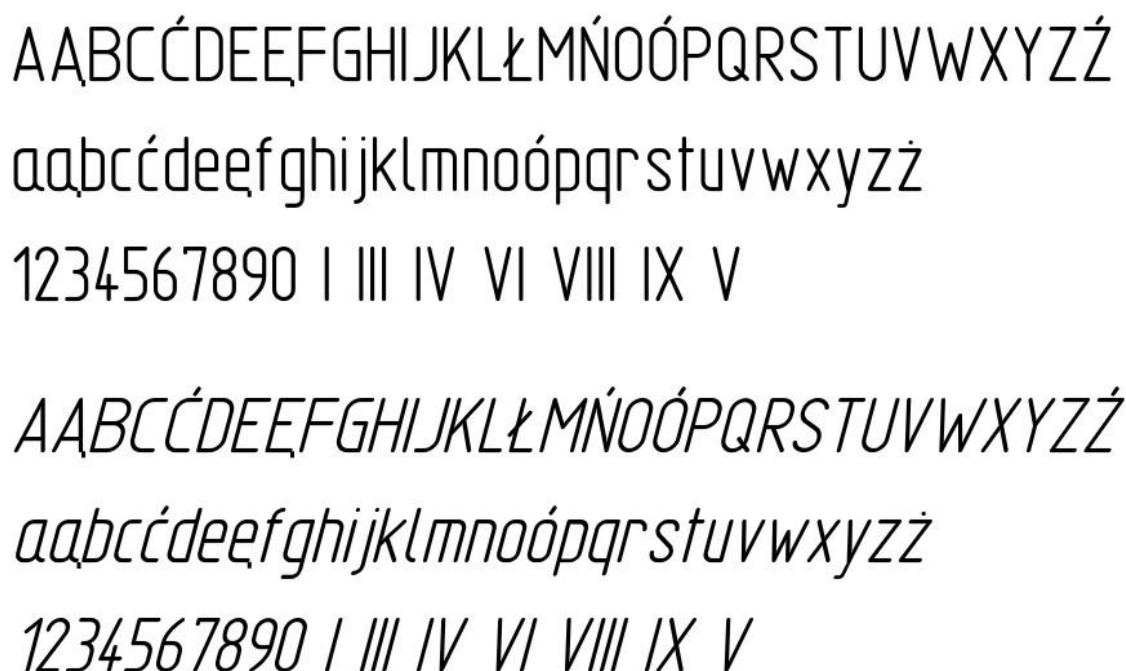 AĄBCĆDEĘFGHIJKLŁMŃOÓPQRSTUVWXYZŹ
aąbcćdeęfghijklmnoópqrstuvwxyzż
1234567890 I III IV VI VIII IX V
AĄBCĆDEĘFGHIJKLŁMŃOÓPQRSTUVWXYZŹ
aąbcćdeęfghijklmnoópqrstuvwxyzż
1234567890 I III IV VI VIII IX V